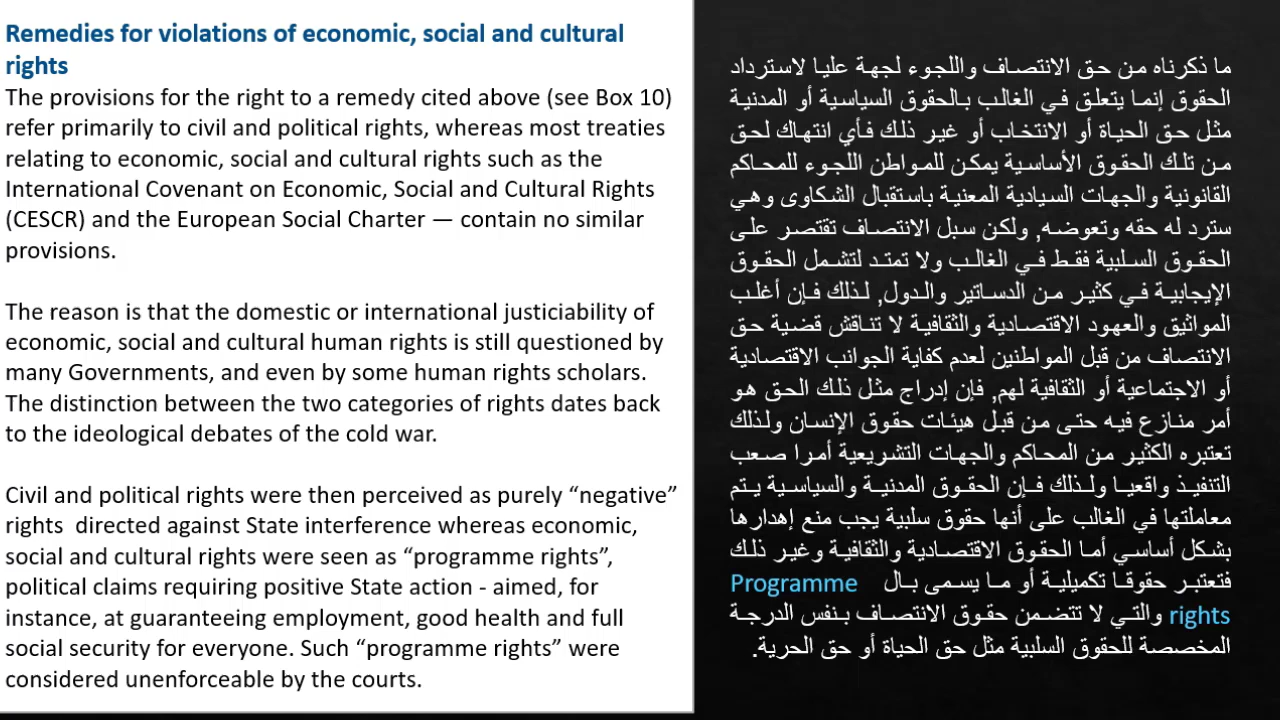 Remedies for violations of economic, social and cultural
rights
The provisions for the right to a remedy cited above (see Box 10)
refer primarily to civil and political rights, whereas most treaties
relating to economic, social and cultural rights such as the
International Covenant on Economic, Social and Cultural Rights
(CESCR) and the European Social Charter — contain no similar
provisions.
The reason is that the domestic or international justiciability of
economic, social and cultural human rights is still questioned by
many Governments, and even by some human rights scholars.
The distinction between the two categories of rights dates back
to the ideological debates of the cold war.
Civil and political rights were then perceived as purely “negative”
rights directed against State interference whereas economic,
social and cultural rights were seen as “programme rights”,
political claims requiring positive State action - aimed, for
instance, at guaranteeing employment, good health and full
social security for everyone. Such “programme rights” were
considered unenforceable by the courts.
ما ذكرناه من حق الانتصاف واللجوء لجهة عليا لاسترداد
الحقوق إنما يتعلق في الغالب بالحقوق السياسية أو المدنية
مثل حق الحياة أو الانتخاب أو غير ذلك فأي انتهاك لحق
من تلك الحقوق الأساسية يمكن للمواطن اللجوء للمحاكم
القانونية والجهات السيادية المعنية باستقبال الشكاوى وهي
سترد له حقه وتعوضه, ولكن سبل الانتصاف تقتصر على
الحقوق السلبية فقط في الغالب ولا تمتد لتشمل الحقوق
الإيجابية في كثير من الدساتير والدول, لذلك فإن أغلب
المواثيق والعهود الاقتصادية والثقافية لا تناقش قضية حق
الانتصاف من قبل المواطنين لعدم كفاية الجوانب الاقتصادية
أو الاجتماعية أو الثقافية لهم, فإن إدراج مثل ذلك الحق هو
أمر منازع فيه حتى من قبل هيئات حقوق الإنسان ولذلك
تعتبره الكثير من المحاكم والجهات التشريعية أمرا صعب
التنفيذ واقعيا ولذلك فإن الحقوق المدنية والسياسية يتم
معاملتها في الغالب على أنها حقوق سلبية يجب منع إهدارها
بشكل أساسي أما الحقوق الاقتصادية والثقافية وغير ذلك
فتعتبر حقوقا تكميلية أو ما يسمى بال Programme
rights والتي لا تتضمن حقوق الانتصاف بنفس الدرجة
المخصصة للحقوق السلبية مثل حق الحياة أو حق الحرية.